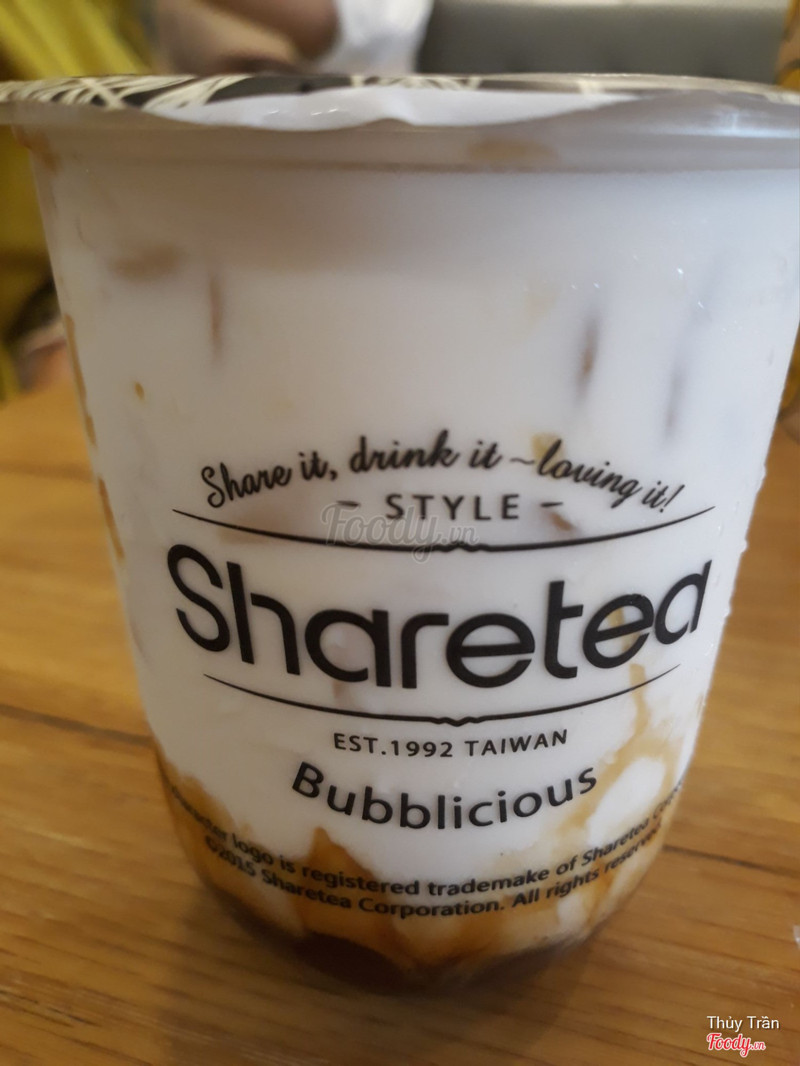 Share it, drink it ~loving it!
- STYLE -
Foody.vn
Sharetea
EST.1992 TAIWAN
Bubblicious
character logo is registered trademake of Sharetea
©2015 Sharetea Corporation. All rights reserved
Thủy Trần
Foody.vn